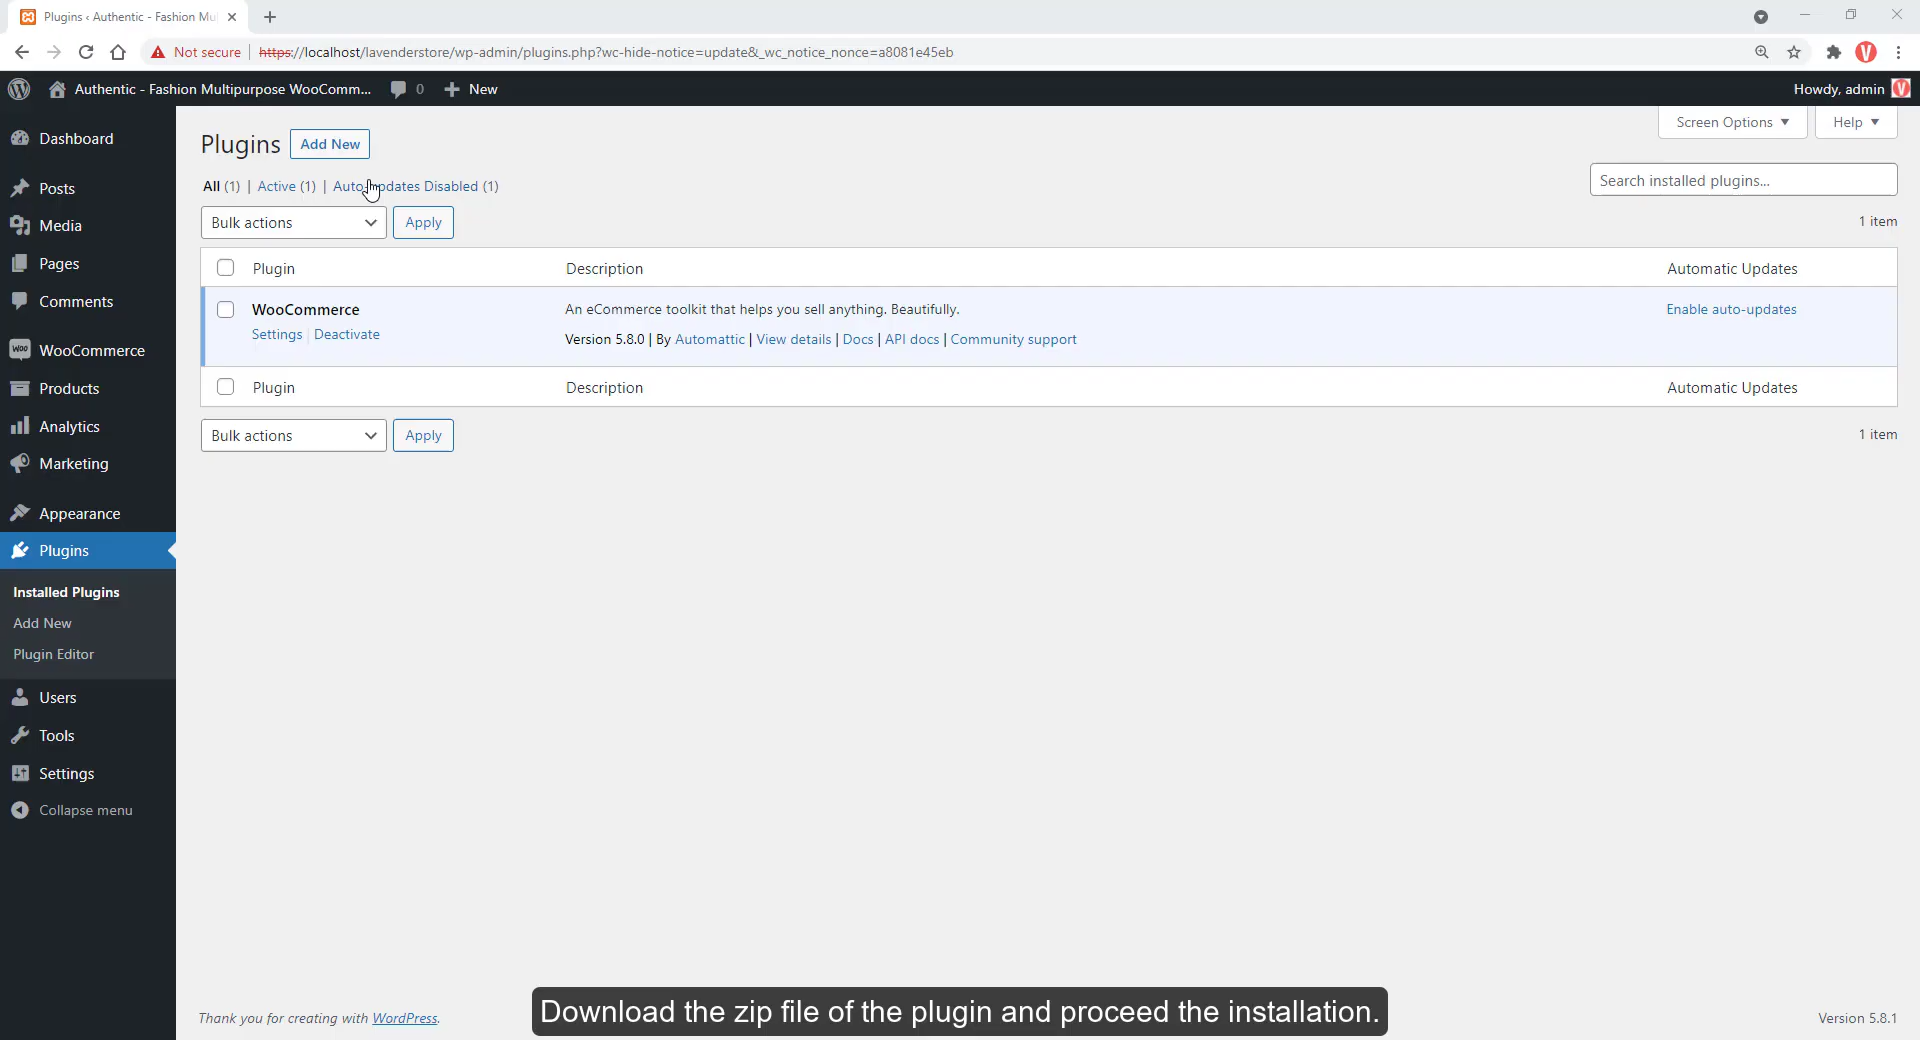 Plugins ‹ Authentic - Fashion Mu
Not secure
https://localhost/lavenderstore/wp-admin/plugins.php?wc-hide-notice=update&_wc_notice_nonce=a8081e45eb
V
Authentic - Fashion Multipurpose WooComm...
0
New
Howdy, admin
V
Screen Options
Help
Dashboard
Posts
Media
Pages
Comments
Woo
WooCommerce
Products
Analytics
Marketing
Appearance
Plugins
Installed Plugins
Add New
Plugin Editor
Users
Tools
Settings
Collapse menu
Plugins
Add New
All (1) | Active (1) | Auto-updates Disabled (1)
Search installed plugins...
Bulk actions
Apply
1 item
Plugin
Description
Automatic Updates
WooCommerce
An eCommerce toolkit that helps you sell anything. Beautifully.
Enable auto-updates
Settings | Deactivate
Version 5.8.0 | By Automattic | View details | Docs | API docs | Community support
Plugin
Description
Automatic Updates
Bulk actions
Apply
1 item
Thank you for creating with WordPress.
Download the zip file of the plugin and proceed the installation.
Version 5.8.1